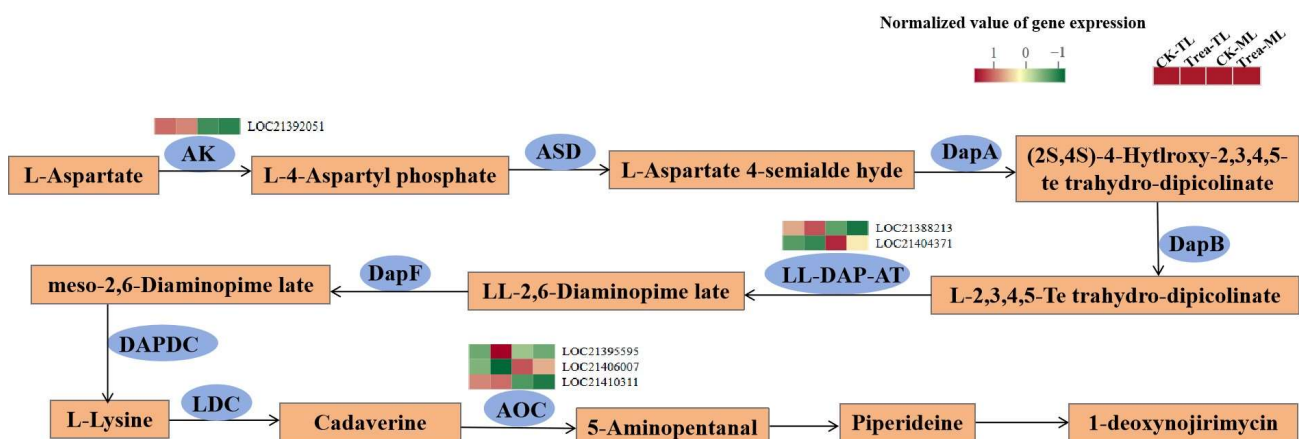 Normalized value of gene expression
1 0 -1
CK-TL
Trea-TL
CK-ML
Trea-ML
LOC21392051
AK
ASD
DapA
L-Aspartate
L-4-Aspartyl phosphate
L-Aspartate 4-semialde hyde
(2S,4S)-4-Hytlroxy-2,3,4,5-
te trahydro-dipicolinate
LOC21388213
LOC21404371
DapB
DapF
LL-DAP-AT
meso-2,6-Diaminopime late
LL-2,6-Diaminopime late
L-2,3,4,5-Te trahydro-dipicolinate
DAPDC
LOC21395595
LOC21406007
LOC21410311
LDC
AOC
L-Lysine
Cadaverine
5-Aminopentanal
Piperideine
1-deoxynojirimycin